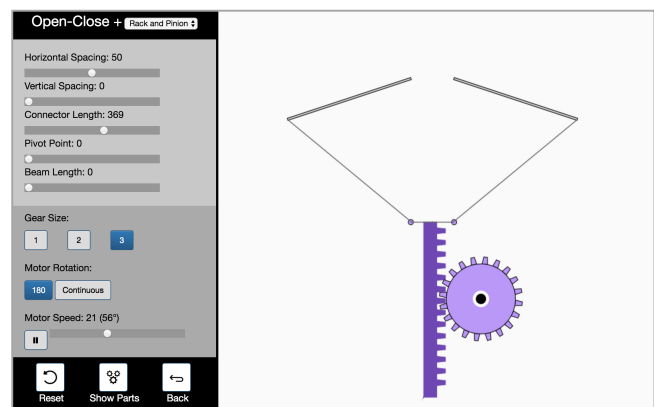 Open-Close + Rack and Pinion
Horizontal Spacing: 50
Vertical Spacing: 0
Connector Length: 369
Pivot Point: 0
Beam Length: 0
Gear Size:
1 2 3
Motor Rotation:
180 Continuous
Motor Speed: 21 (56°)
Reset Show Parts Back